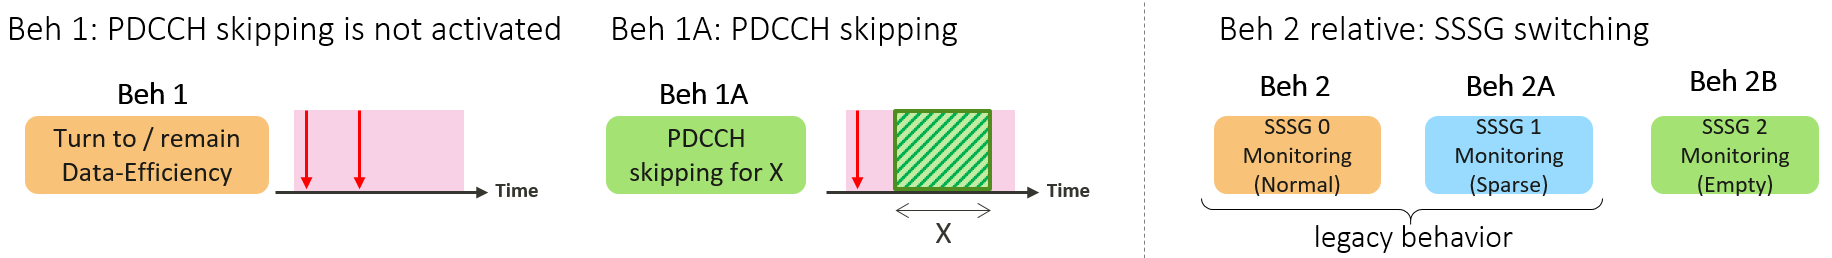 Beh 1: PDCCH skipping is not activated
Beh 1
Turn to / remain
Data-Efficiency
Time
Beh 1A: PDCCH skipping
Beh 1A
PDCCH
skipping for X
Time
X
Beh 2 relative: SSSG switching
Beh 2
SSSG 0
Monitoring
(Normal)
Beh 2A
SSSG 1
Monitoring
(Sparse)
Beh 2B
SSSG 2
Monitoring
(Empty)
legacy behavior